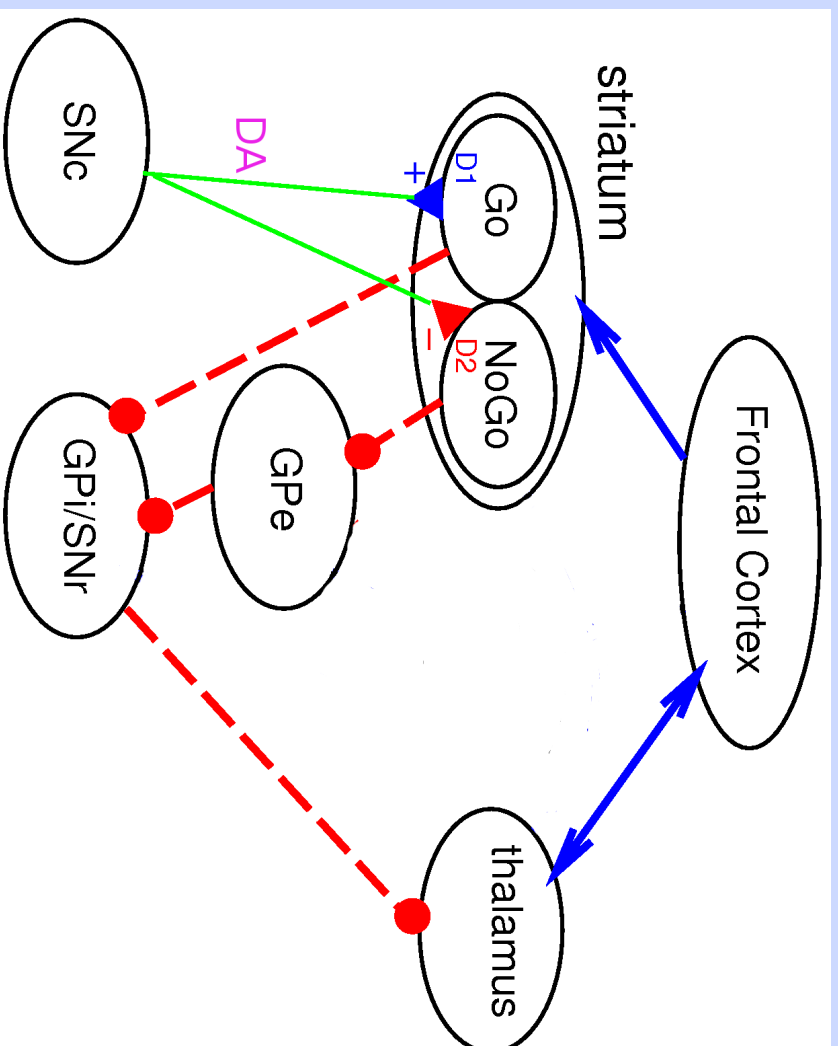 Frontal Cortex
striatum
Go
NoGo
D1
D2
+
–
thalamus
DA
GPe
SNc
GPi/SNr